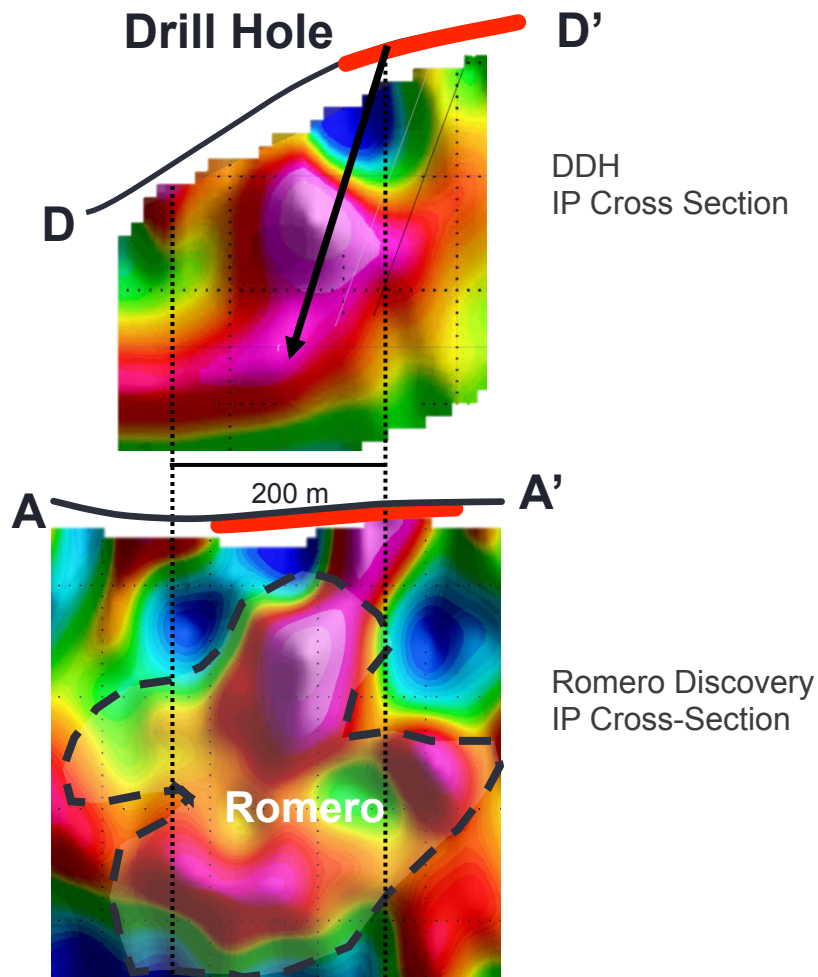 Drill Hole
D’
D
DDH
IP Cross Section
200 m
A
A’
Romero Discovery
IP Cross-Section
Romero